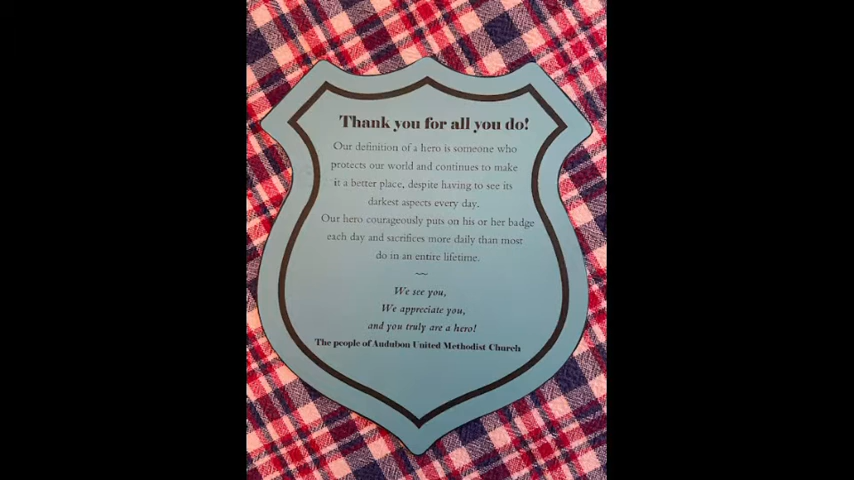 Thank you for all you do!
Our definition of a hero is someone who
protects our world and continues to make
it a better place, despite having to see its
darkest aspects every day.
Our hero courageously puts on his or her badge
each day and sacrifices more daily than most
do in an entire lifetime.
~~
We see you,
We appreciate you,
and you truly are a hero!
The people of Audubon United Methodist Church